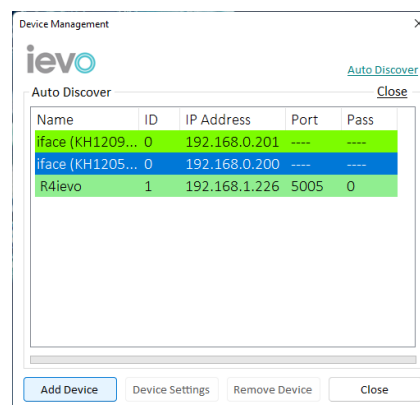 Device Management
ievo
Auto Discover
Auto Discover
Close
Name ID IP Address Port Pass
iface (KH1209... 0 192.168.0.201 ---- ----
iface (KH1205... 0 192.168.0.200 ---- ----
R4ievo 1 192.168.1.226 5005 0
Add Device Device Settings Remove Device Close